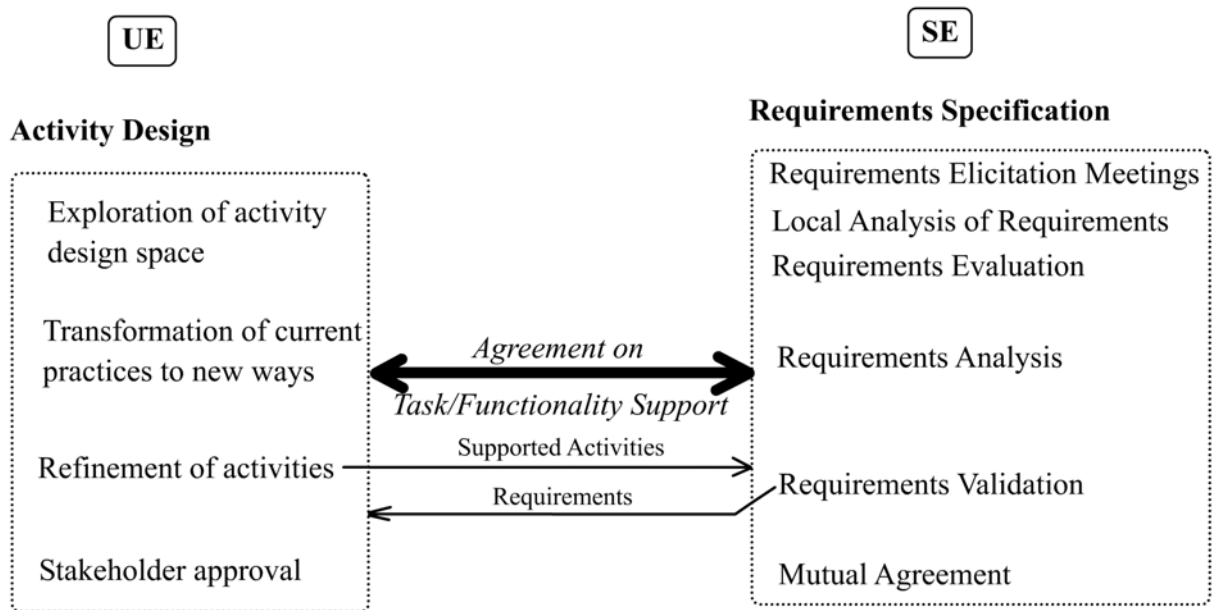 UE
SE
Activity Design
Requirements Specification
Exploration of activity
design space
Transformation of current
practices to new ways
Refinement of activities
Stakeholder approval
Agreement on
Task/Functionality Support
Supported Activities
Requirements
Requirements Elicitation Meetings
Local Analysis of Requirements
Requirements Evaluation
Requirements Analysis
Requirements Validation
Mutual Agreement